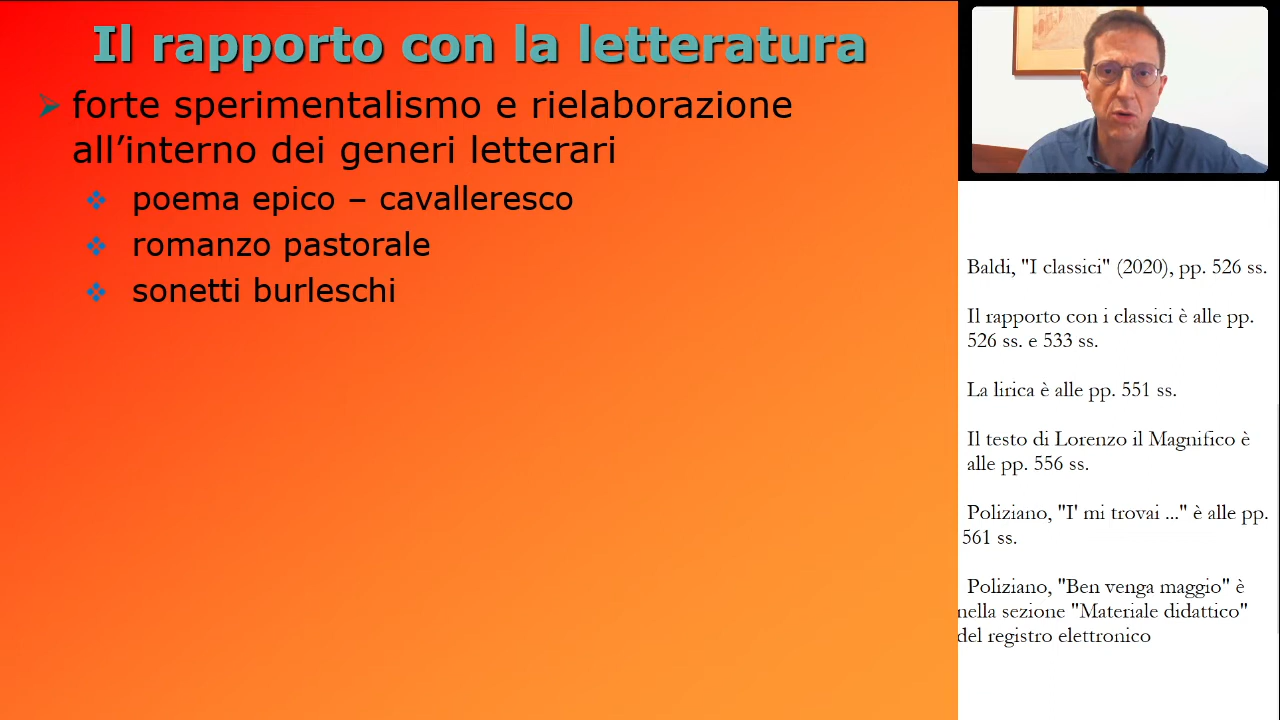 Il rapporto con la letteratura
forte sperimentalismo e rielaborazione
all’interno dei generi letterari
poema epico – cavalleresco
romanzo pastorale
sonetti burleschi
Baldi, "I classici" (2020), pp. 526 ss.
Il rapporto con i classici è alle pp.
526 ss. e 533 ss.
La lirica è alle pp. 551 ss.
Il testo di Lorenzo il Magnifico è
alle pp. 556 ss.
Poliziano, "I' mi trovai ..." è alle pp.
561 ss.
Poliziano, "Ben venga maggio" è
nella sezione "Materiale didattico"
del registro elettronico